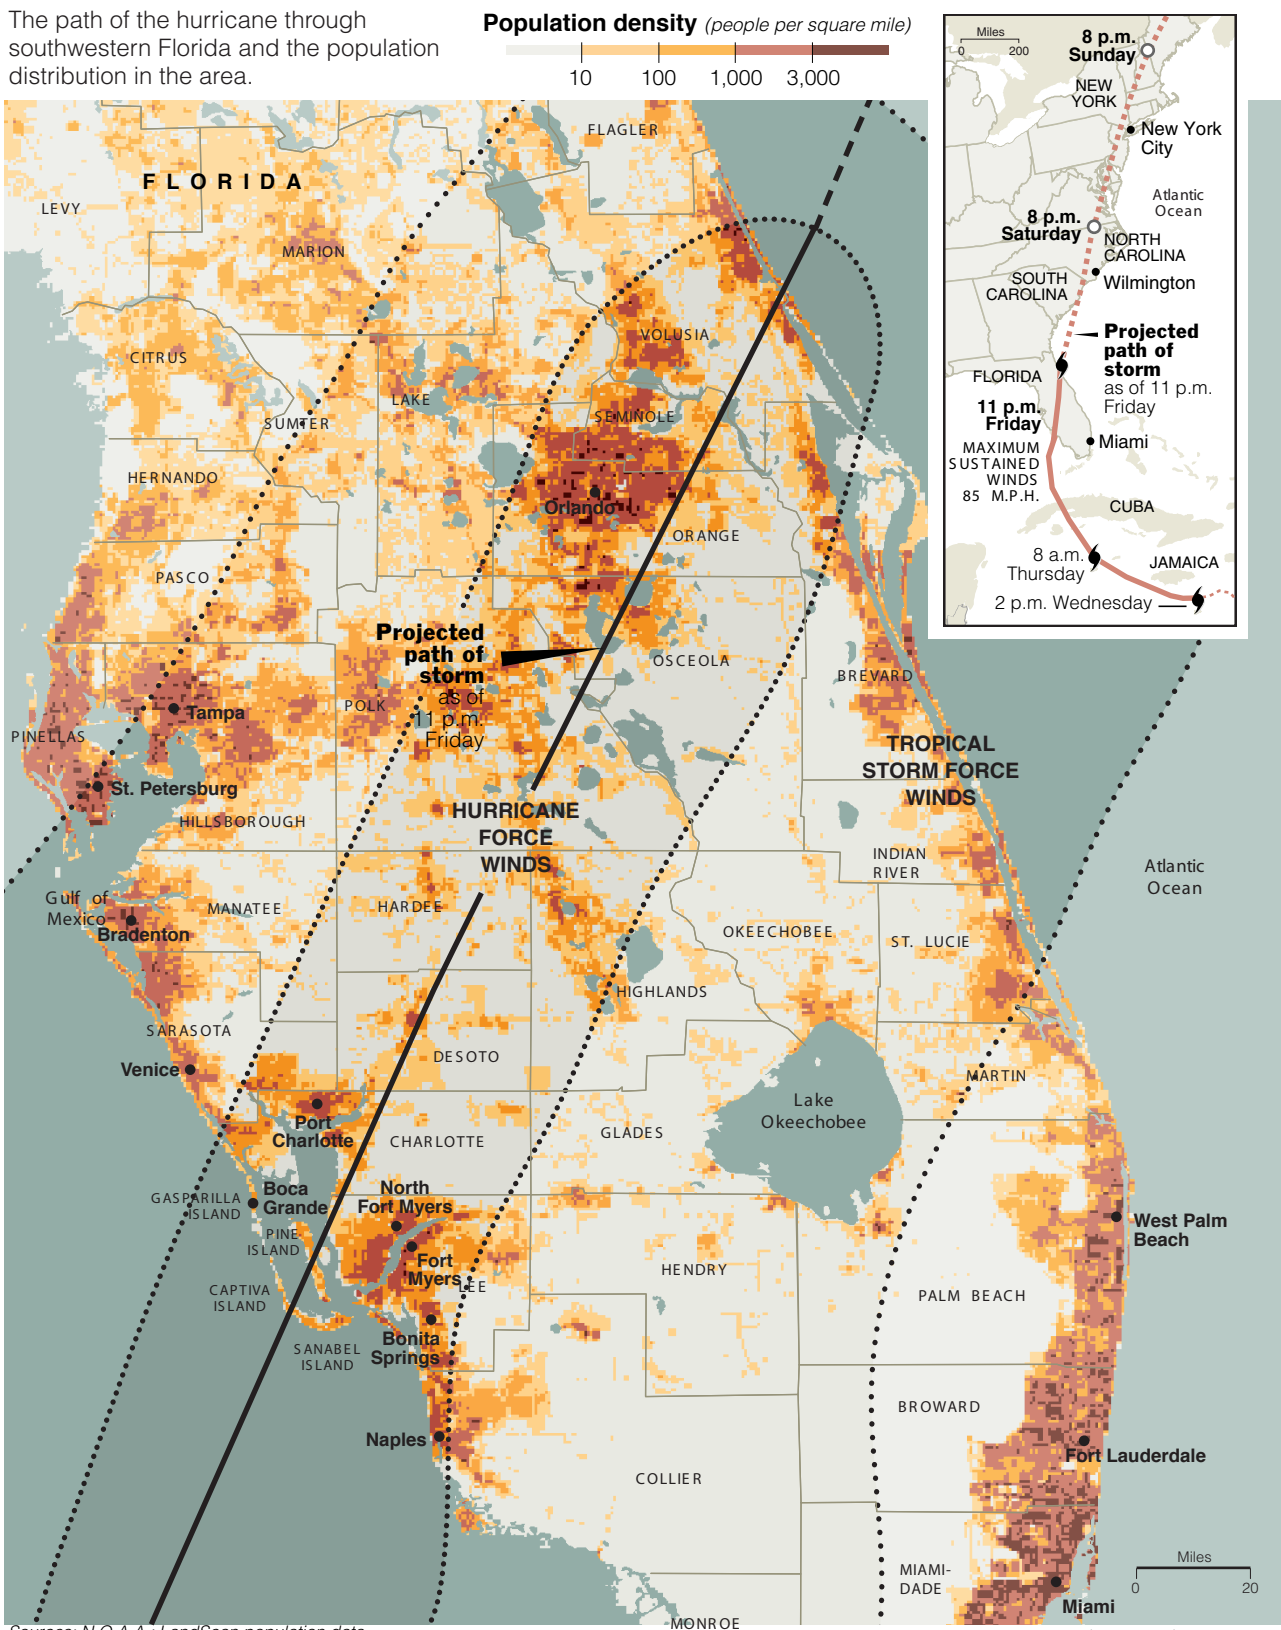 The path of the hurricane through
southwestern Florida and the population
distribution in the area.
Population density (people per square mile)
10 100 1,000 3,000
Miles
0 200
8 p.m.
Sunday
NEW
YORK
New York
City
Atlantic
Ocean
8 p.m.
Saturday
NORTH
CAROLINA
SOUTH
CAROLINA
Wilmington
Projected
path of
storm
as of 11 p.m.
Friday
FLORIDA
11 p.m.
Friday
MAXIMUM
SUSTAINED
WINDS
85 M.P.H.
Miami
CUBA
8 a.m.
Thursday
JAMAICA
2 p.m. Wednesday
FLAGLER
FLORIDA
LEVY
MARION
VOLUSIA
CITRUS
LAKE
SUMTER
SEMINOLE
HERNANDO
Orlando
ORANGE
PASCO
Projected
path of
storm
as of
11 p.m.
Friday
OSCEOLA
BREVARD
POLK
Tampa
PINELLAS
TROPICAL
STORM FORCE
WINDS
St. Petersburg
HILLSBOROUGH
HURRICANE
FORCE
WINDS
INDIAN
RIVER
Atlantic
Ocean
Gulf of
Mexico
MANATEE
HARDEE
Bradenton
OKEECHOBEE
ST. LUCIE
HIGHLANDS
SARASOTA
DESOTO
Venice
MARTIN
Lake
Okeechobee
Port
Charlotte
CHARLOTTE
GLADES
GASPARILLA
ISLAND
Boca
Grande
North
Fort Myers
West Palm
Beach
PINE
ISLAND
Fort
Myers
LEE
HENDRY
CAPTIVA
ISLAND
PALM BEACH
SANABEL
ISLAND
Bonita
Springs
BROWARD
Naples
Fort Lauderdale
COLLIER
MIAMI-
DADE
Miles
0 20
Miami
MONROE
Sources: N.O.A.A.; LandScan population data